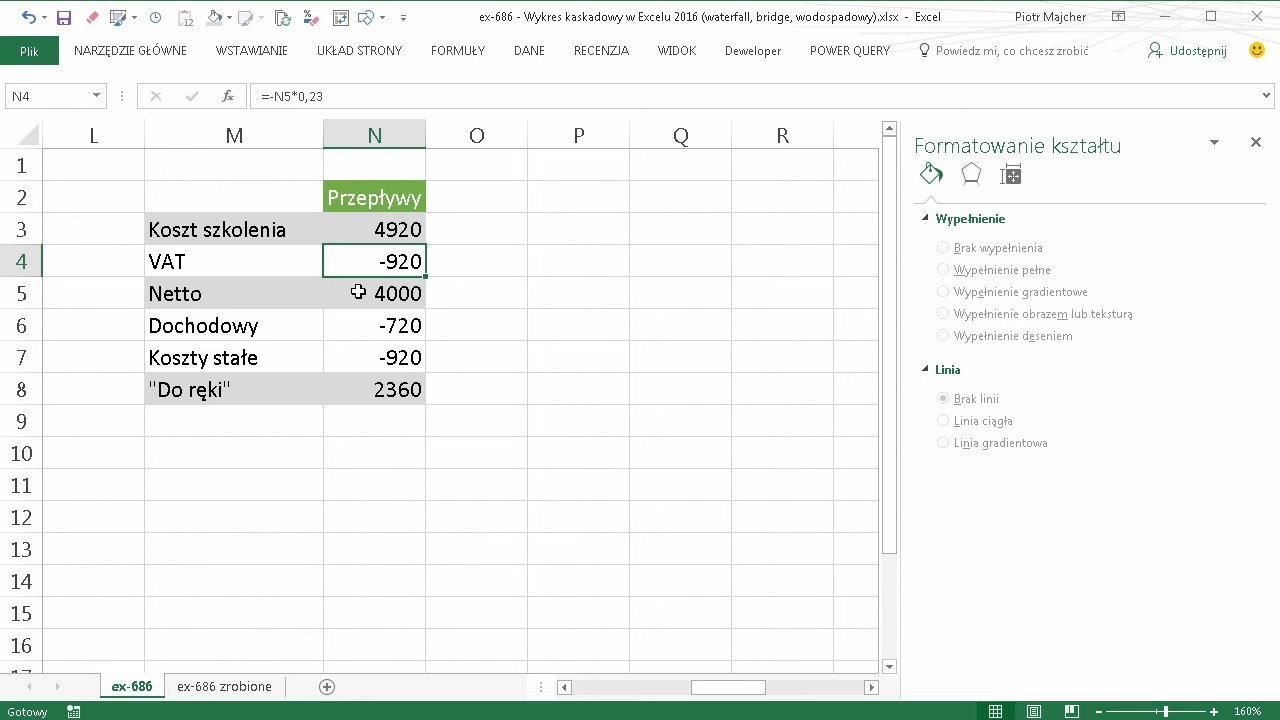 ex-686 - Wykres kaskadowy w Excelu 2016 (waterfall, bridge, wodospadowy).xlsx - Excel
Piotr Majcher
Plik
NARZĘDZIE GŁÓWNE
WSTAWIANIE
UKŁAD STRONY
FORMUŁY
DANE
RECENZJA
WIDOK
Developer
POWER QUERY
Powiedz mi, co chcesz zrobić
Udostępnij
N4
fx
=-N5*0,23
L M N O P Q R
1
2 Przepływy
3 Koszt szkolenia 4920
4 VAT -920
5 Netto 4000
6 Dochodowy -720
7 Koszty stałe -920
8 "Do ręki" 2360
9
10
11
12
13
14
15
16
Formatowanie kształtu
Wypełnienie
Brak wypełnienia
Wypełnienie pełne
Wypełnienie gradientowe
Wypełnienie obrazem lub teksturą
Wypełnienie deseniem
Linia
Brak linii
Linia ciągła
Linia gradientowa
ex-686
ex-686 zrobione
Gotowy
160%